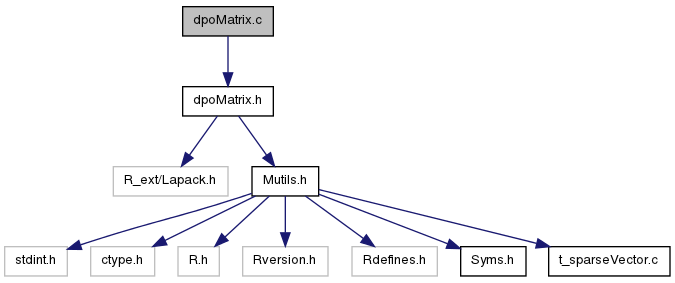 dpoMatrix.c
dpoMatrix.h
R_ext/Lapack.h
Mutils.h
stdint.h
ctype.h
R.h
Rversion.h
Rdefines.h
Syms.h
t_sparseVector.c